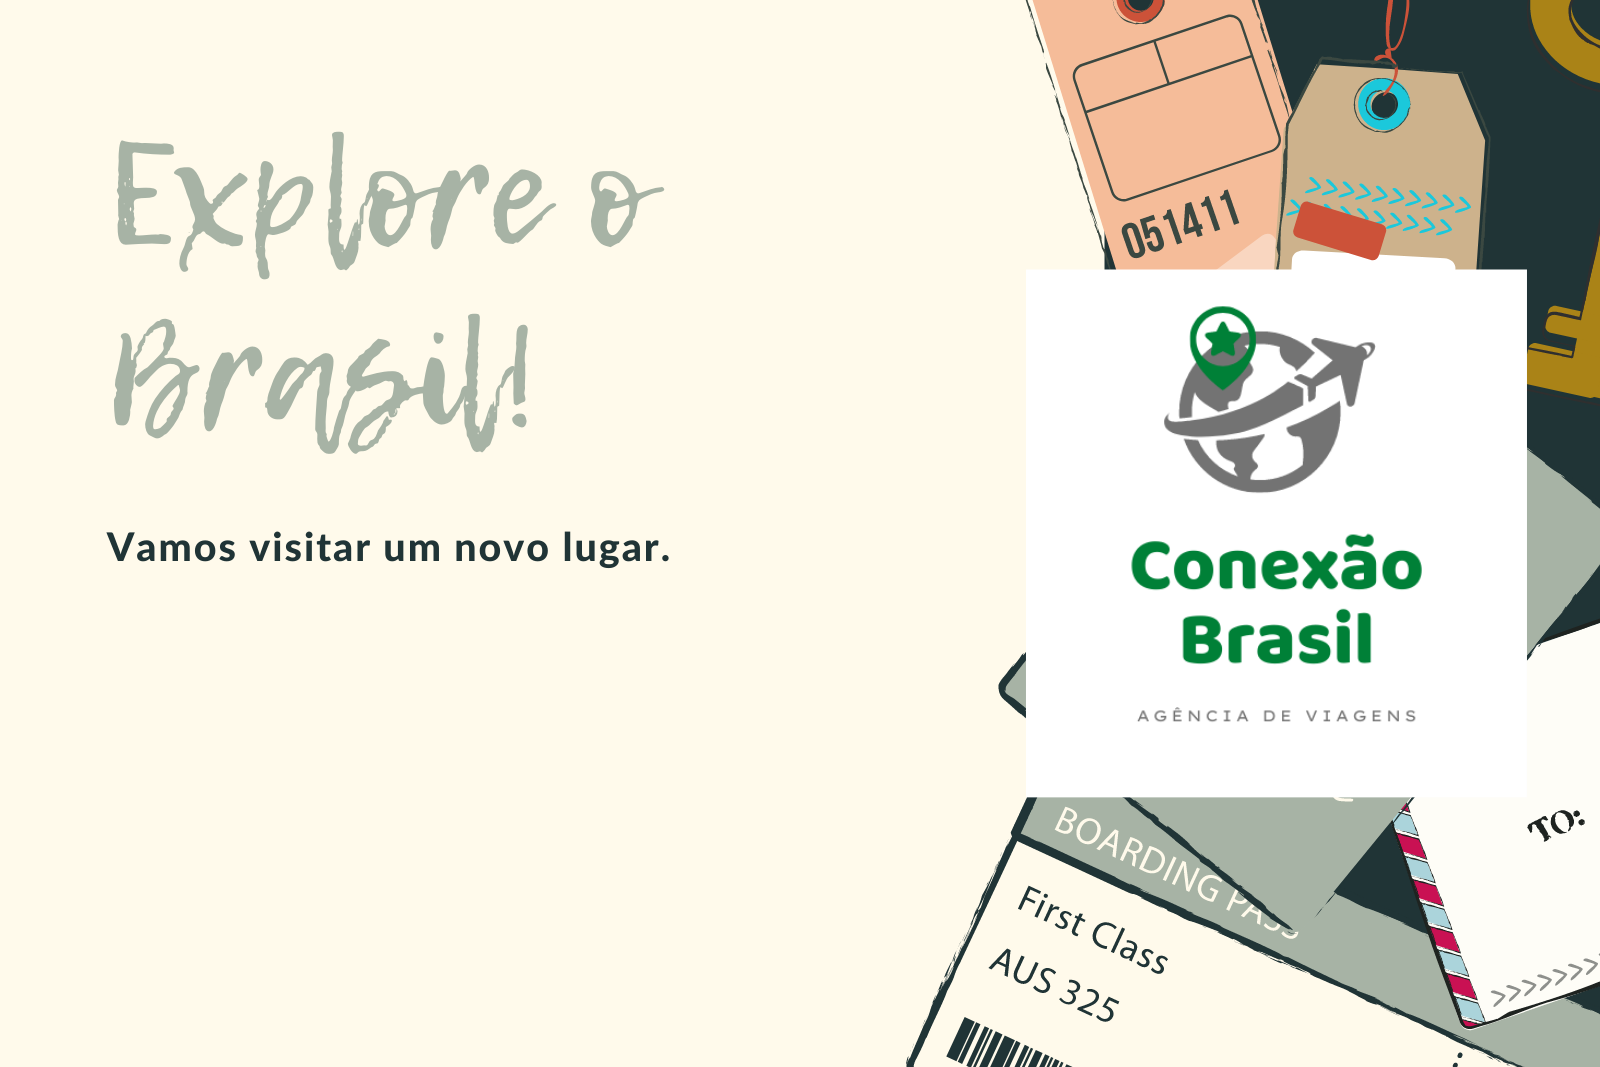 Explore o
Brasil!
Vamos visitar um novo lugar.
051411
Conexão
Brasil
AGÊNCIA DE VIAGENS
TO:
BOARDING PASS
First Class
AUS 325